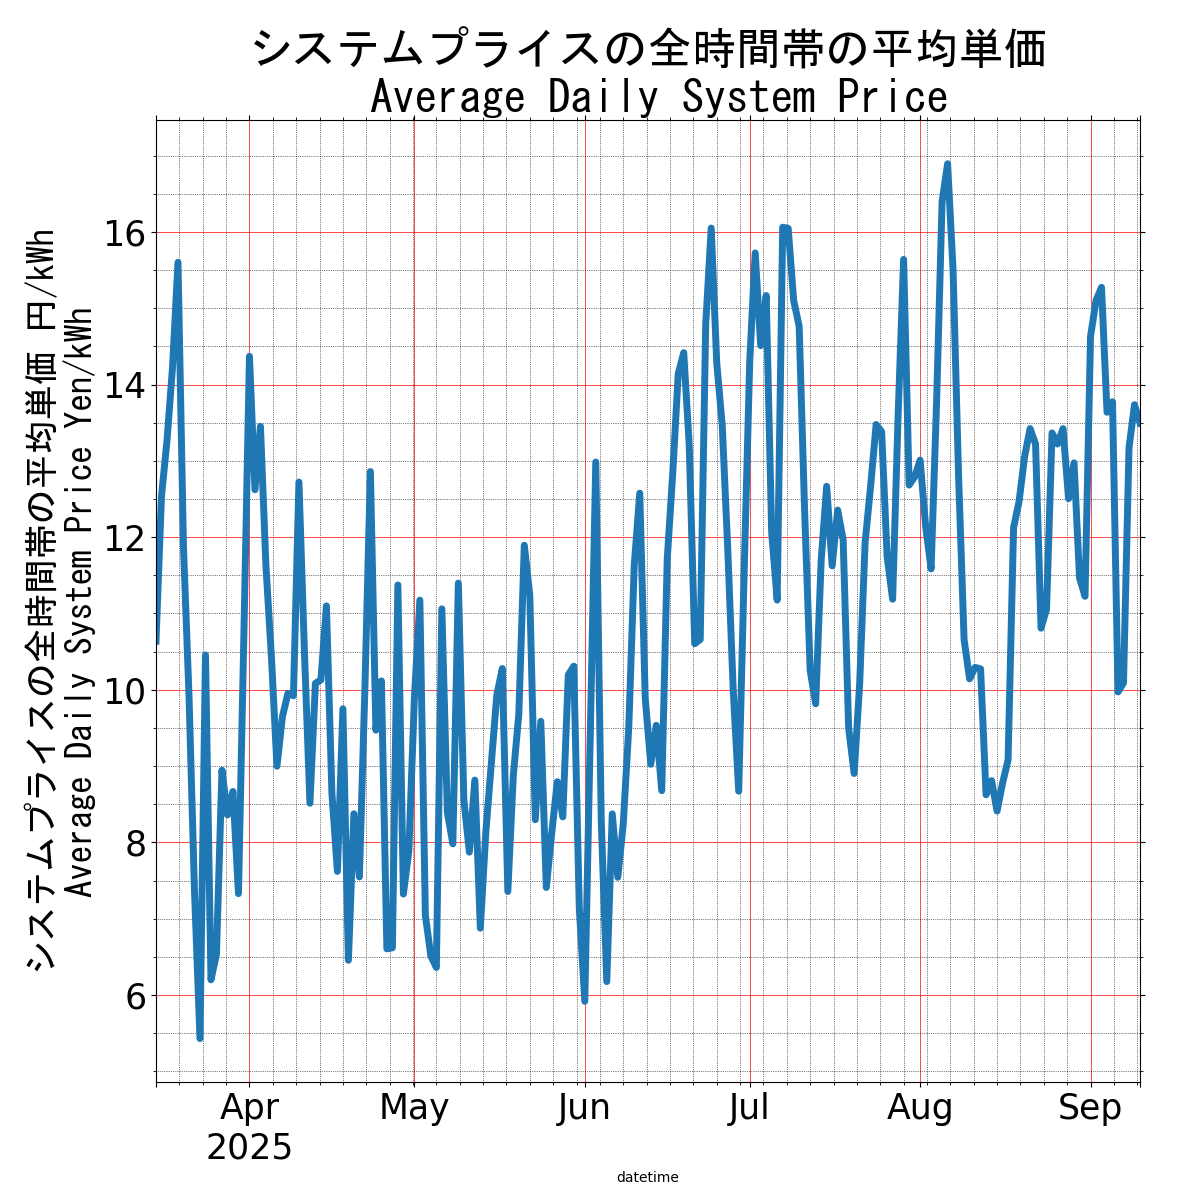 システムプライスの全時間帯の平均単価
Average Daily System Price
システムプライスの全時間帯の平均単価 円/kWh
Average Daily System Price Yen/kWh
16
14
12
10
8
6
Apr
2025
May
Jun
Jul
Aug
Sep
datetime